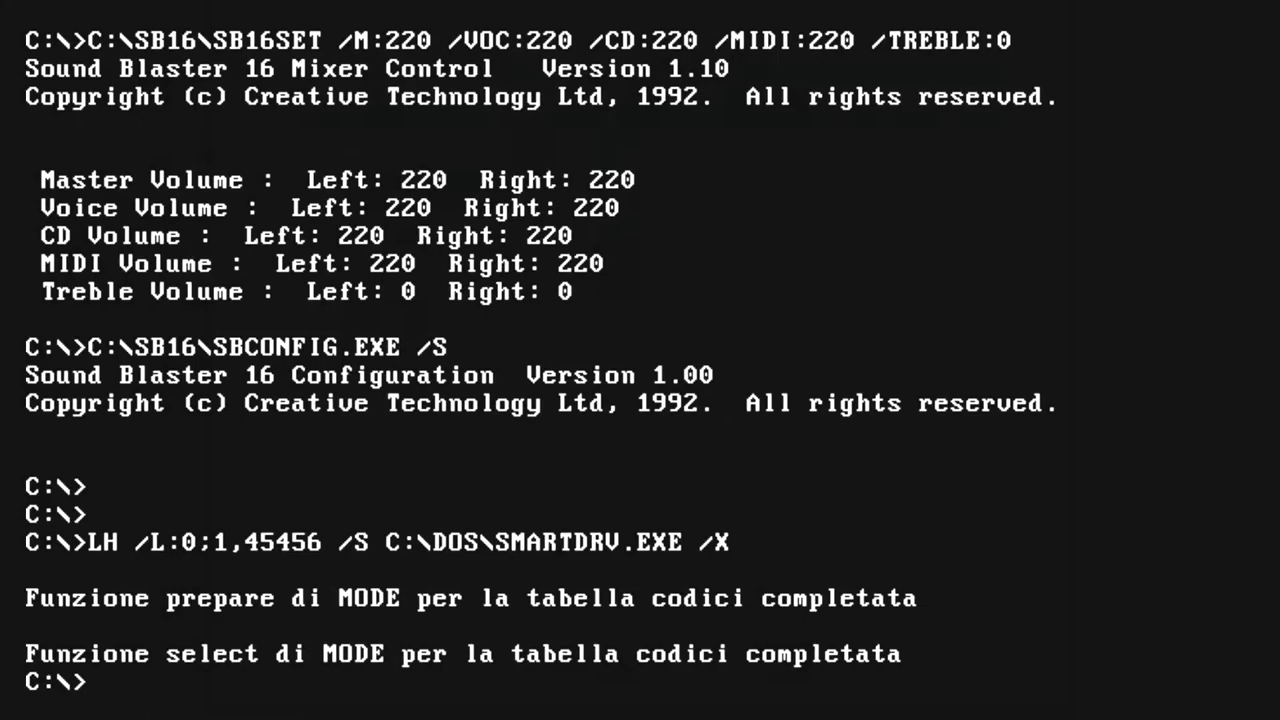 C:\>C:\SB16\SB16SET /M:220 /VOC:220 /CD:220 /MIDI:220 /TREBLE:0
Sound Blaster 16 Mixer Control   Version 1.10
Copyright (c) Creative Technology Ltd, 1992.  All rights reserved.
Master Volume :  Left: 220  Right: 220
Voice Volume :  Left: 220  Right: 220
CD Volume :  Left: 220  Right: 220
MIDI Volume :  Left: 220  Right: 220
Treble Volume :  Left: 0  Right: 0
C:\>C:\SB16\SBCONFIG.EXE /S
Sound Blaster 16 Configuration  Version 1.00
Copyright (c) Creative Technology Ltd, 1992.  All rights reserved.
C:\>
C:\>
C:\>LH /L:0;1,45456 /S C:\DOS\SMARTDRV.EXE /X
Funzione prepare di MODE per la tabella codici completata
Funzione select di MODE per la tabella codici completata
C:\>